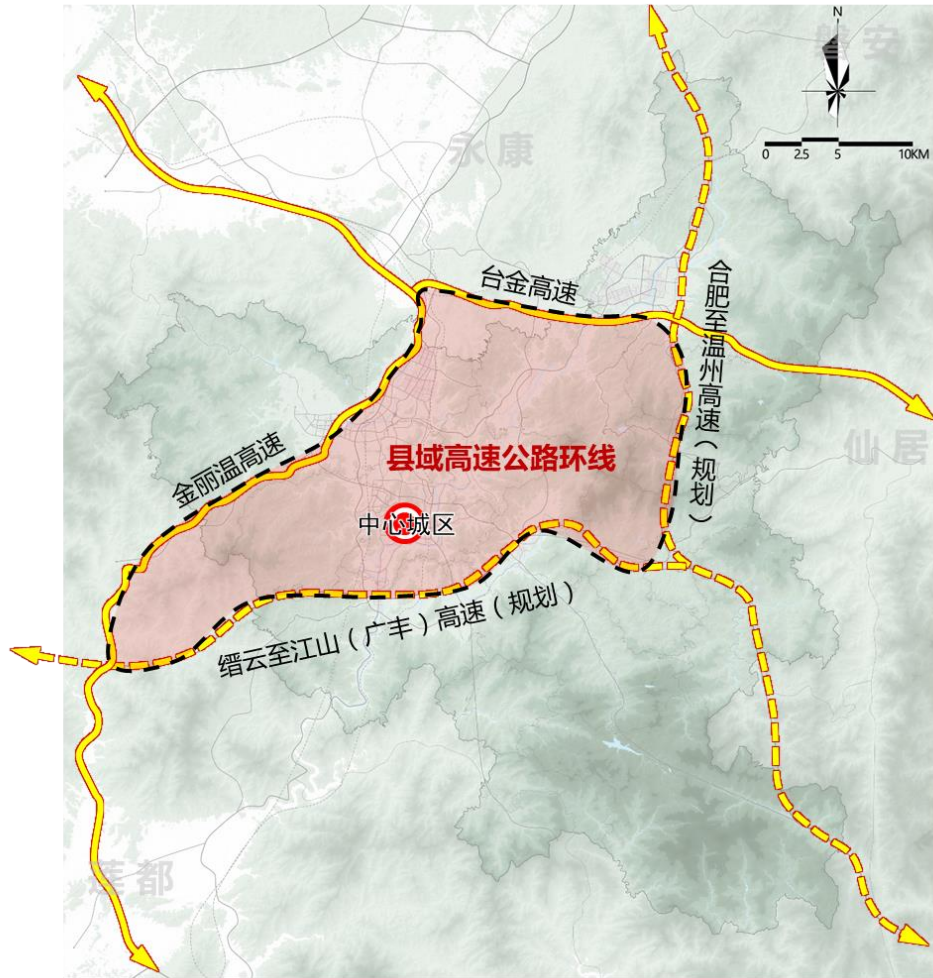 N
磐安
0 2.5 5 10KM
永康
台金高速
合肥至温州高速（规划）
仙居
县域高速公路环线
金丽温高速
中心城区
缙云至江山（广丰）高速（规划）
莲都